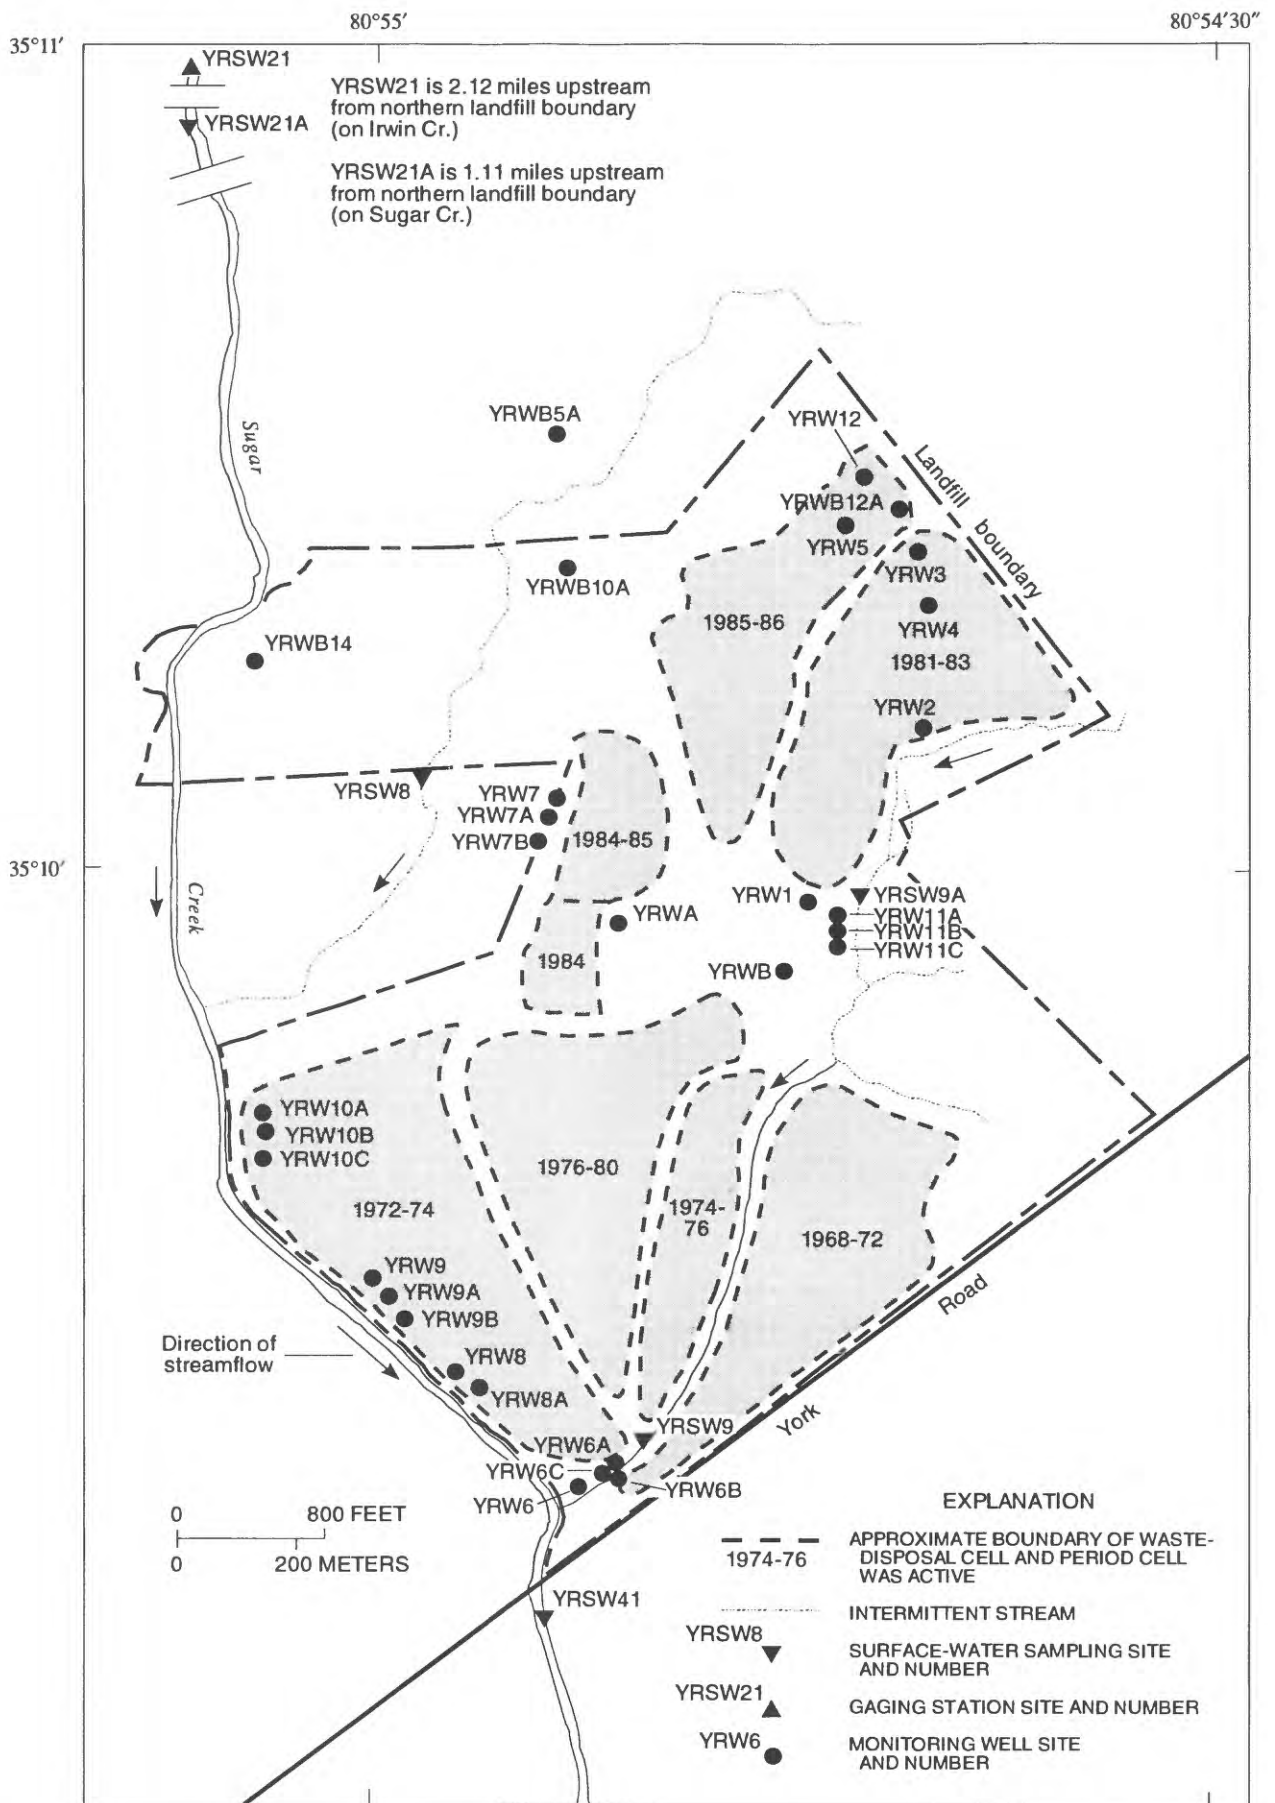 80°55'
80°54'30"
35°11'
YRSW21
YRSW21 is 2.12 miles upstream
from northern landfill boundary
(on Irwin Cr.)
YRSW21A
YRSW21A is 1.11 miles upstream
from northern landfill boundary
(on Sugar Cr.)
YRWB5A
YRW12
Sugar
Landfill boundary
YRWB12A
YRW5
YRW3
YRWB10A
YRW4
1985-86
YRWB14
1981-83
YRW2
YRSW8
YRW7
YRW7A
YRW7B
1984-85
35°10'
Creek
YRW1
YRSW9A
YRWA
YRW11A
YRW11B
YRW11C
1984
YRWB
YRW10A
YRW10B
YRW10C
1976-80
1972-74
1974-
76
1968-72
YRW9
YRW9A
YRW9B
Road
Direction of
streamflow
YRW8
YRW8A
York
YRSW9
YRW6A
YRW6C
YRW6
YRW6B
0 800 FEET
0 200 METERS
YRSW41
EXPLANATION
1974-76
APPROXIMATE BOUNDARY OF WASTE-
DISPOSAL CELL AND PERIOD CELL
WAS ACTIVE
INTERMITTENT STREAM
YRSW8
SURFACE-WATER SAMPLING SITE
AND NUMBER
YRSW21
GAGING STATION SITE AND NUMBER
YRW6
MONITORING WELL SITE
AND NUMBER